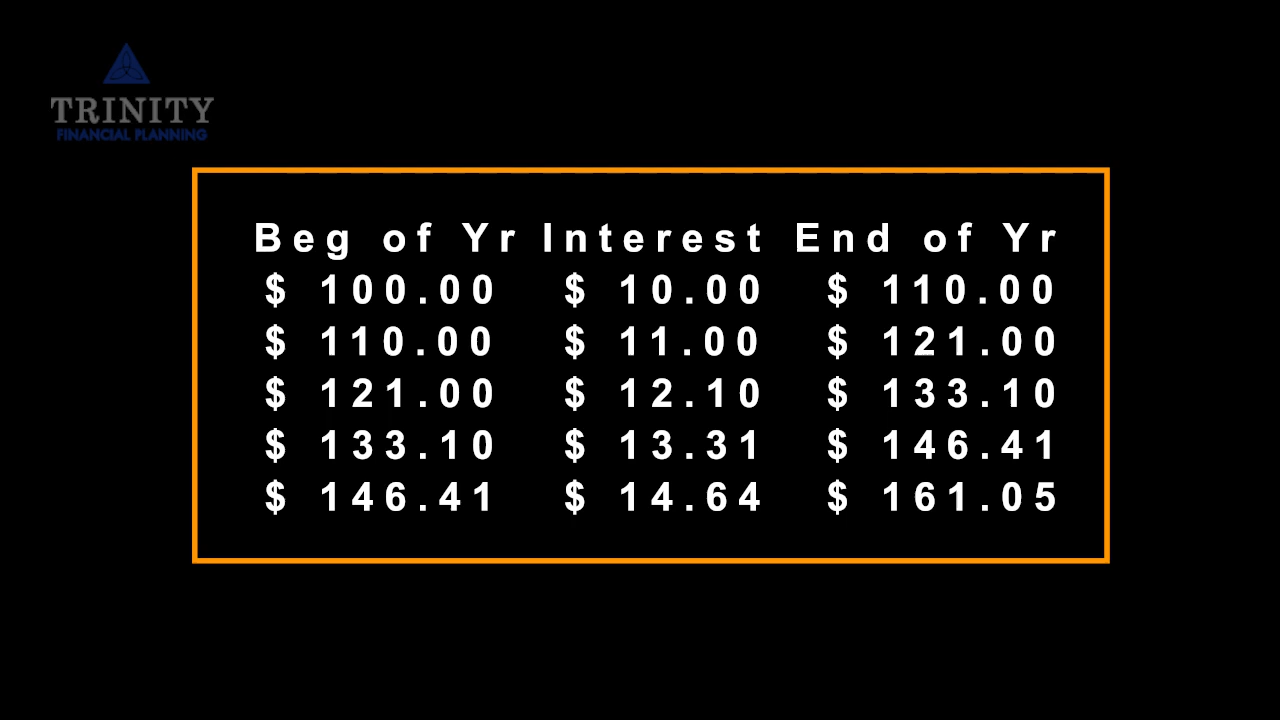 TRINITY
FINANCIAL PLANNING
Beg of Yr Interest End of Yr
$ 100.00 $ 10.00 $ 110.00
$ 110.00 $ 11.00 $ 121.00
$ 121.00 $ 12.10 $ 133.10
$ 133.10 $ 13.31 $ 146.41
$ 146.41 $ 14.64 $ 161.05